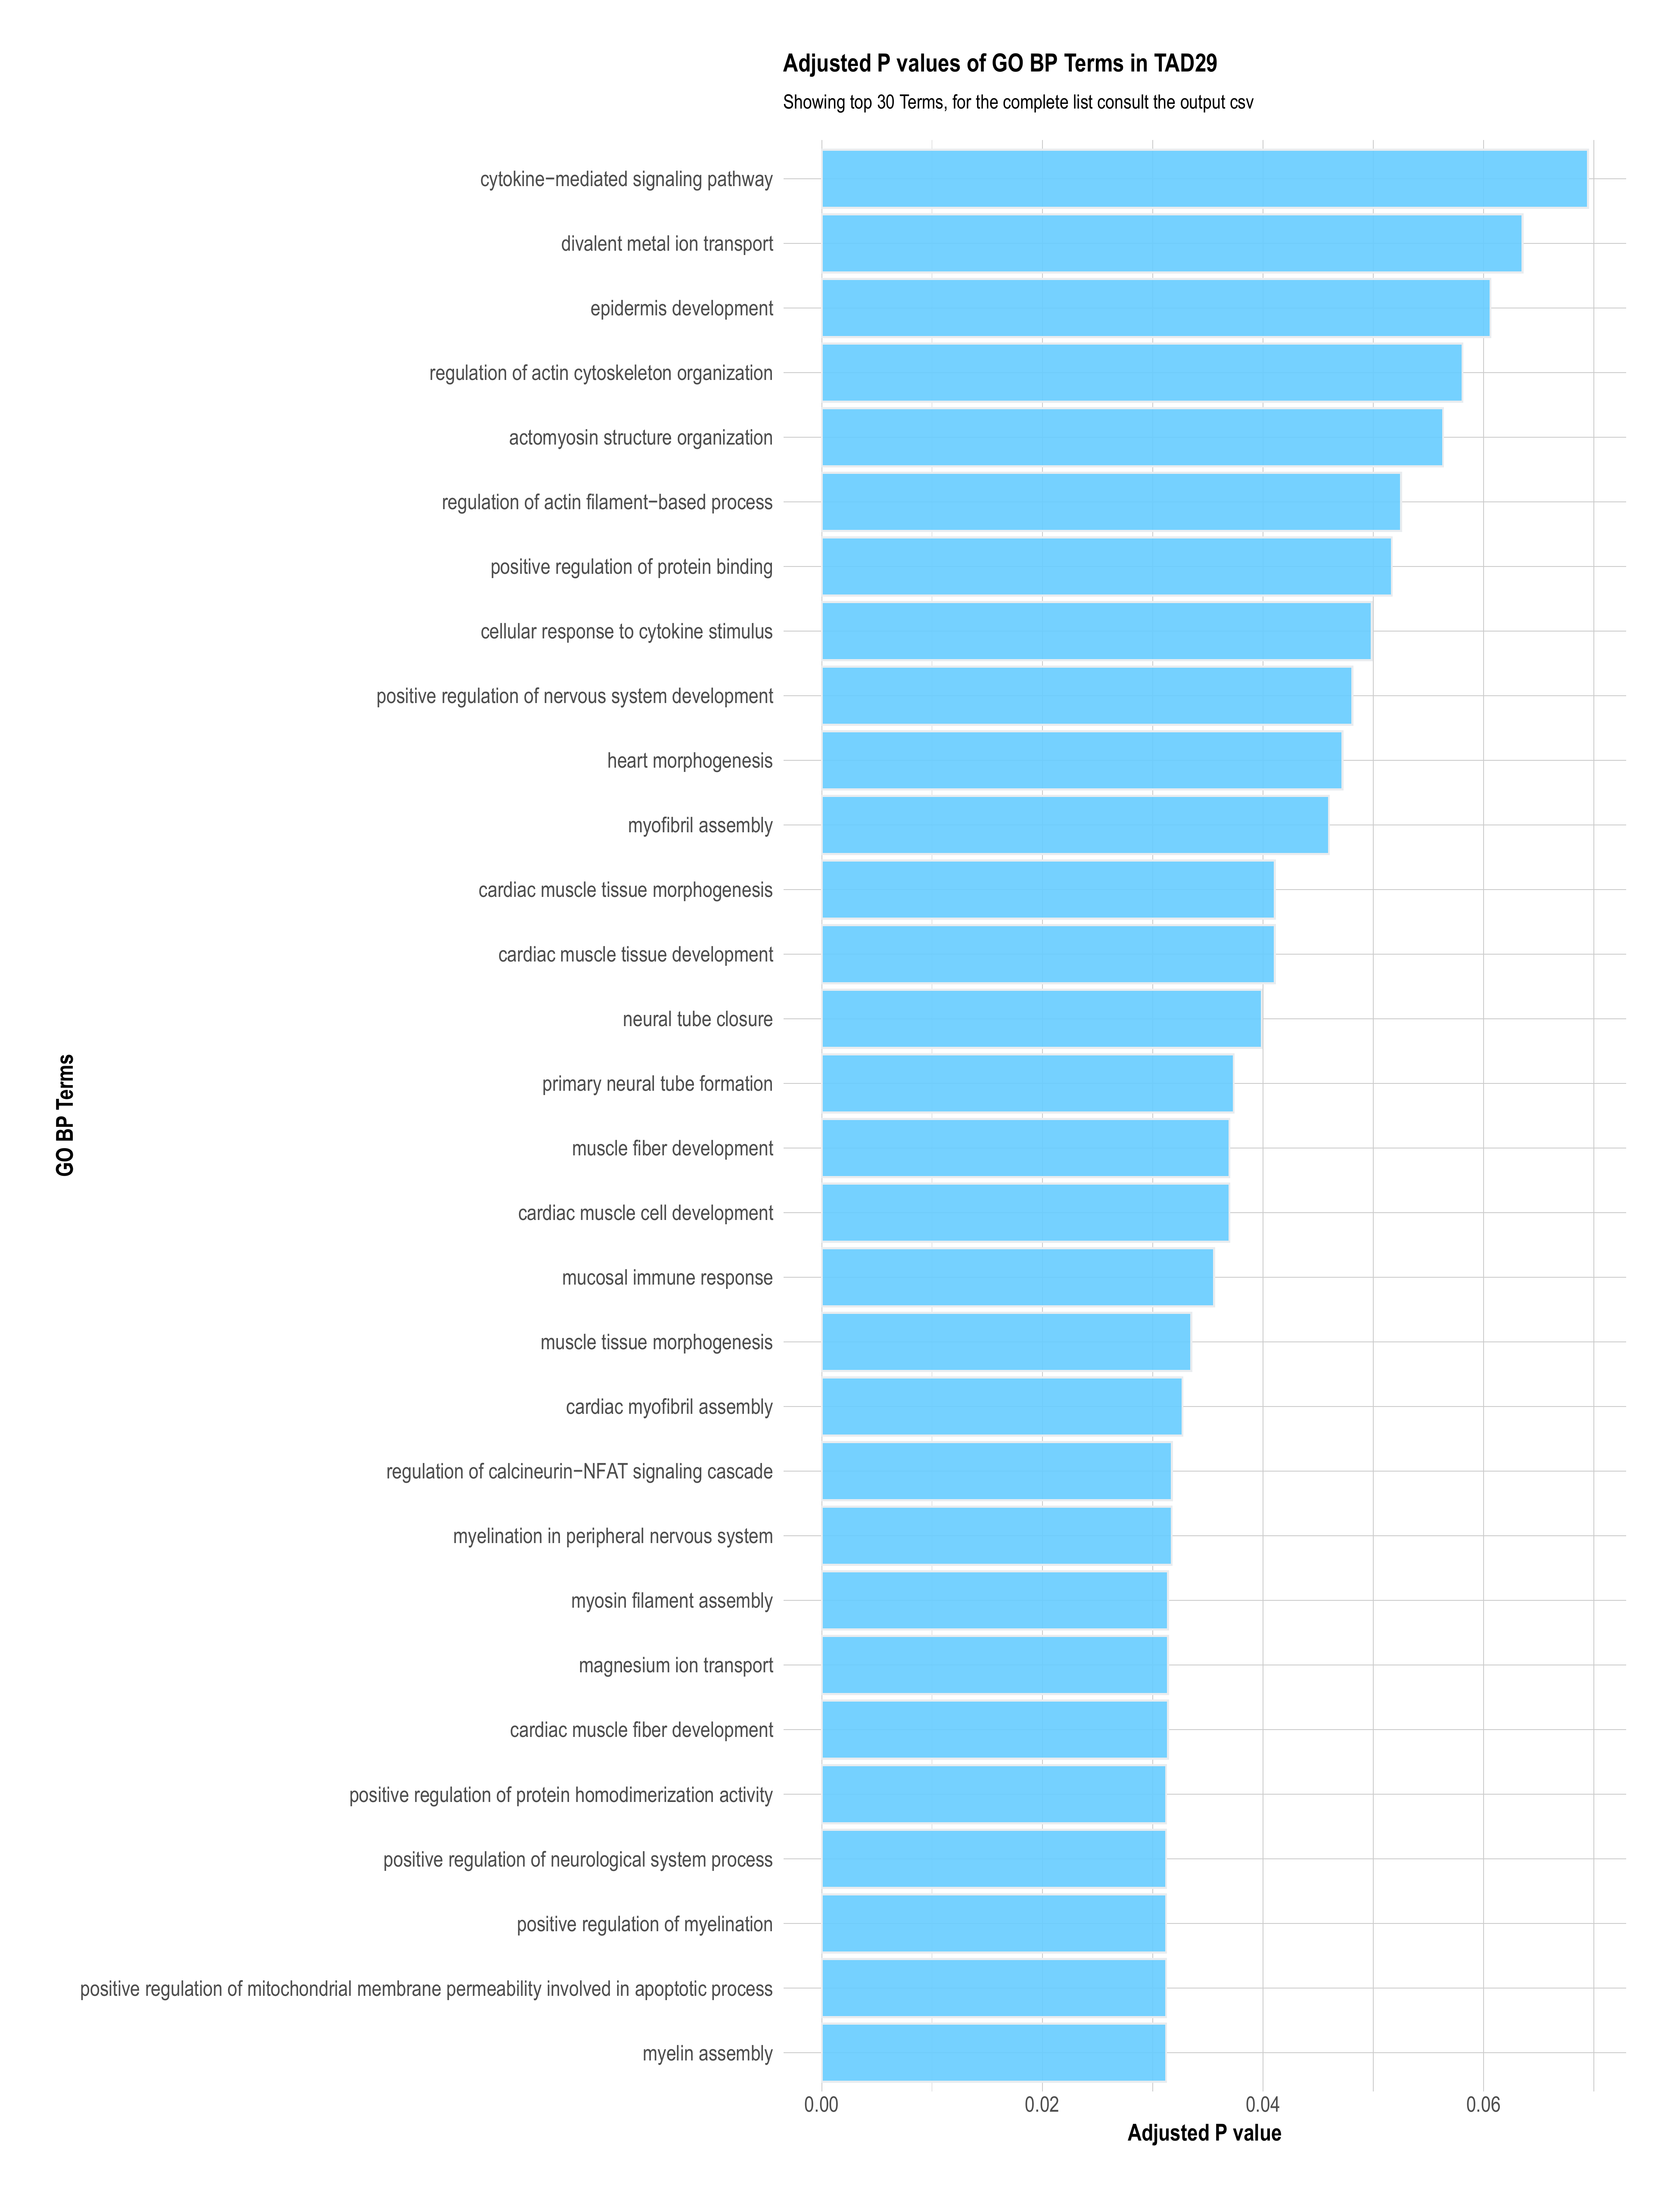 Adjusted P values of GO BP Terms in TAD29
Showing top 30 Terms, for the complete list consult the output csv
cytokine−mediated signaling pathway
divalent metal ion transport
epidermis development
regulation of actin cytoskeleton organization
actomyosin structure organization
regulation of actin filament−based process
positive regulation of protein binding
cellular response to cytokine stimulus
positive regulation of nervous system development
heart morphogenesis
myofibril assembly
cardiac muscle tissue morphogenesis
cardiac muscle tissue development
neural tube closure
primary neural tube formation
muscle fiber development
cardiac muscle cell development
mucosal immune response
muscle tissue morphogenesis
cardiac myofibril assembly
regulation of calcineurin−NFAT signaling cascade
myelination in peripheral nervous system
myosin filament assembly
magnesium ion transport
cardiac muscle fiber development
positive regulation of protein homodimerization activity
positive regulation of neurological system process
positive regulation of myelination
positive regulation of mitochondrial membrane permeability involved in apoptotic process
myelin assembly
GO BP Terms
0.00 0.02 0.04 0.06
Adjusted P value